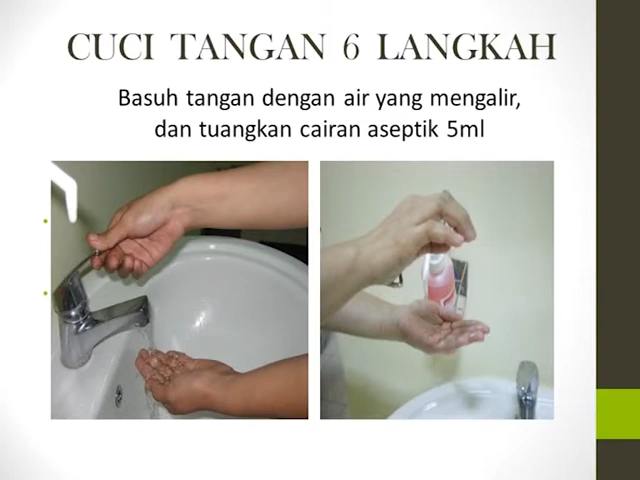 CUCI TANGAN 6 LANGKAH
Basuh tangan dengan air yang mengalir,
dan tuangkan cairan aseptik 5ml